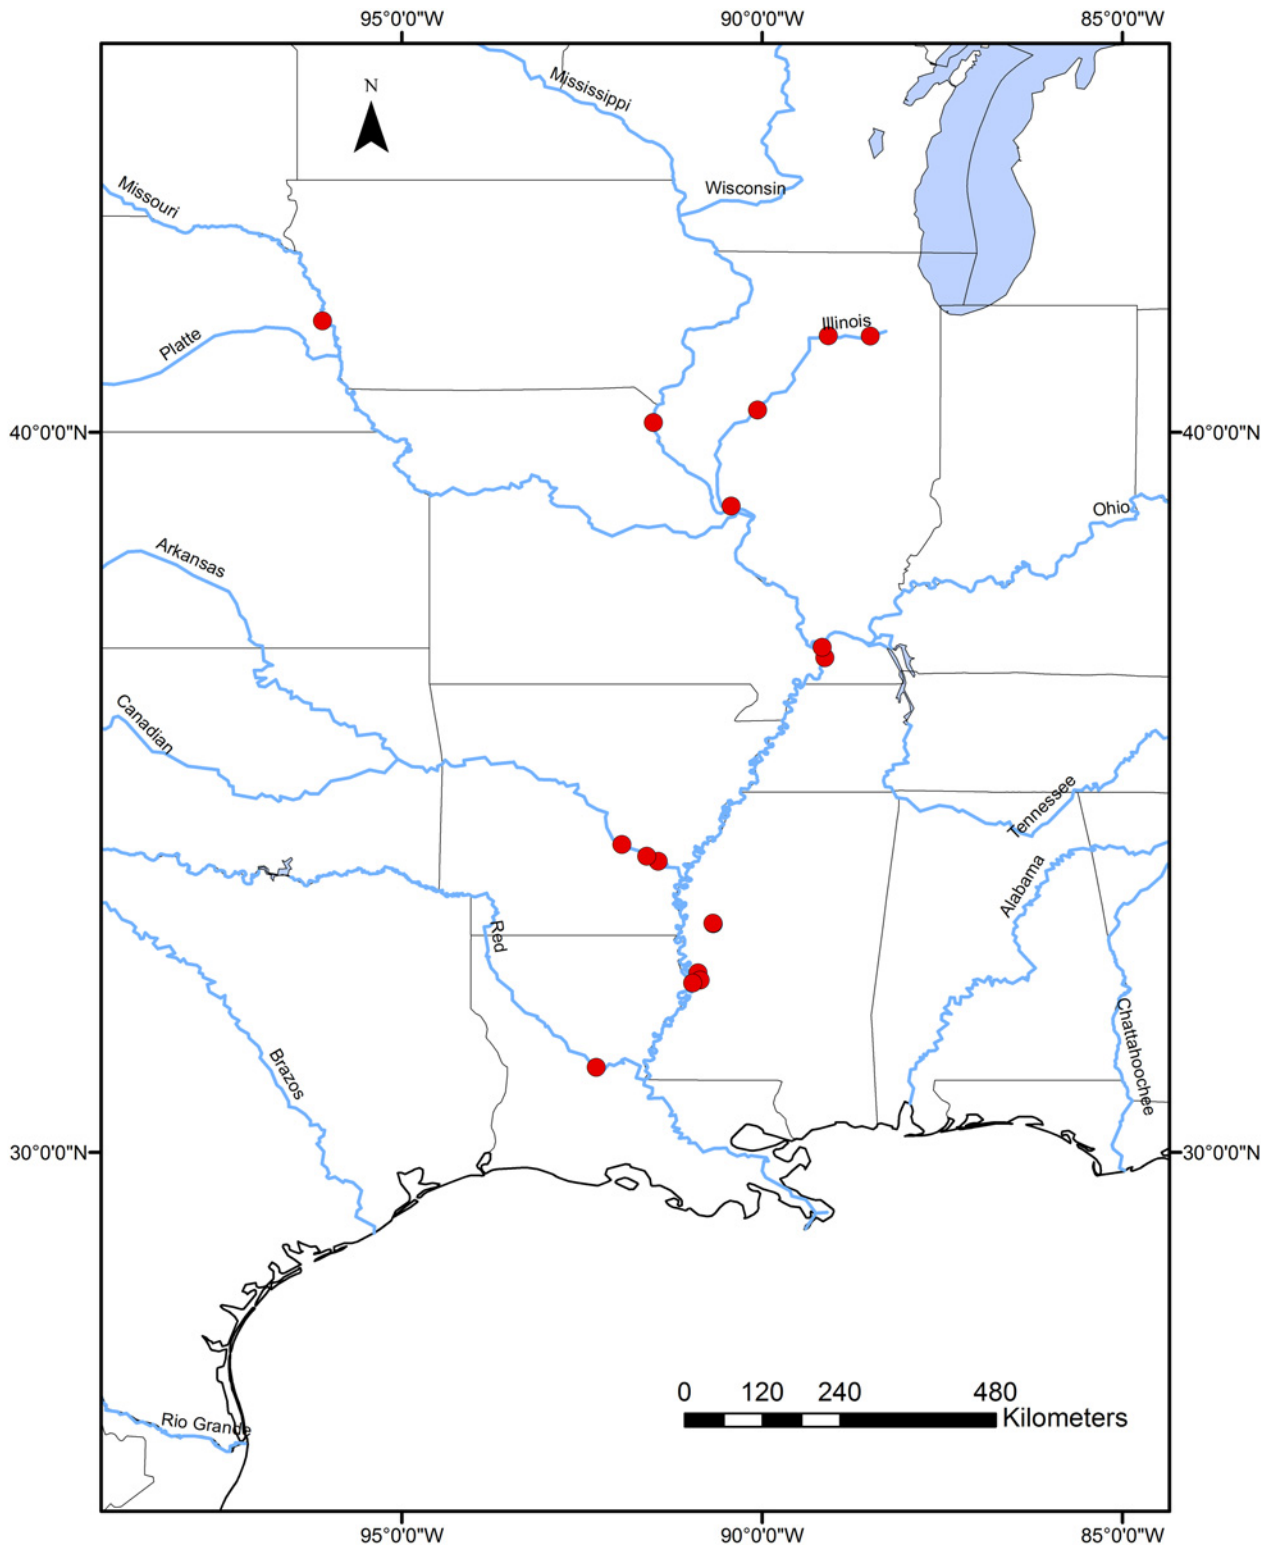 95°0'0"W 90°0'0"W 85°0'0"W
N
Mississippi
Missouri
Wisconsin
Illinois
Platte
40°0'0"N 40°0'0"N
Ohio
Arkansas
Canadian
Tennessee
Alabama
Red
Chattahoochee
Brazos
30°0'0"N 30°0'0"N
0 120 240 480
Kilometers
Rio Grande
95°0'0"W 90°0'0"W 85°0'0"W